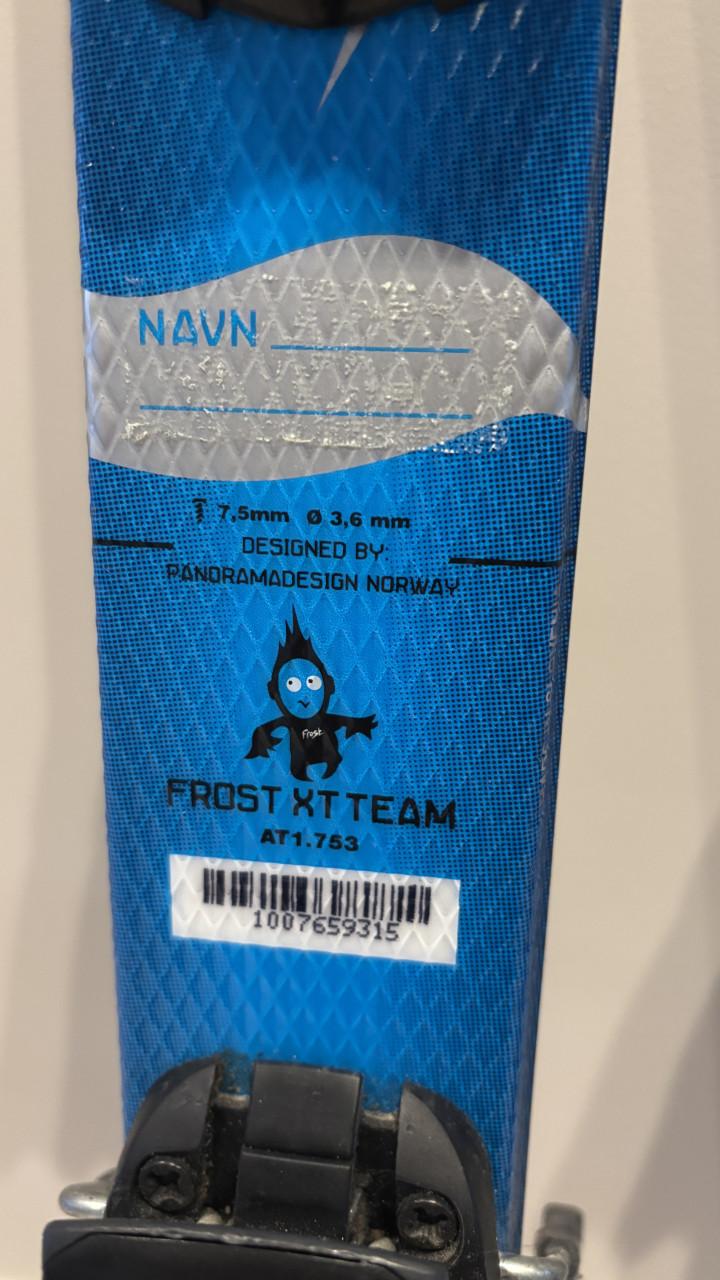 NAVN
7,5mm Ø 3,6 mm
DESIGNED BY
PANORAMADESIGN NORWAY
Frost
FROST XT TEAM
AT1.753
1007659315